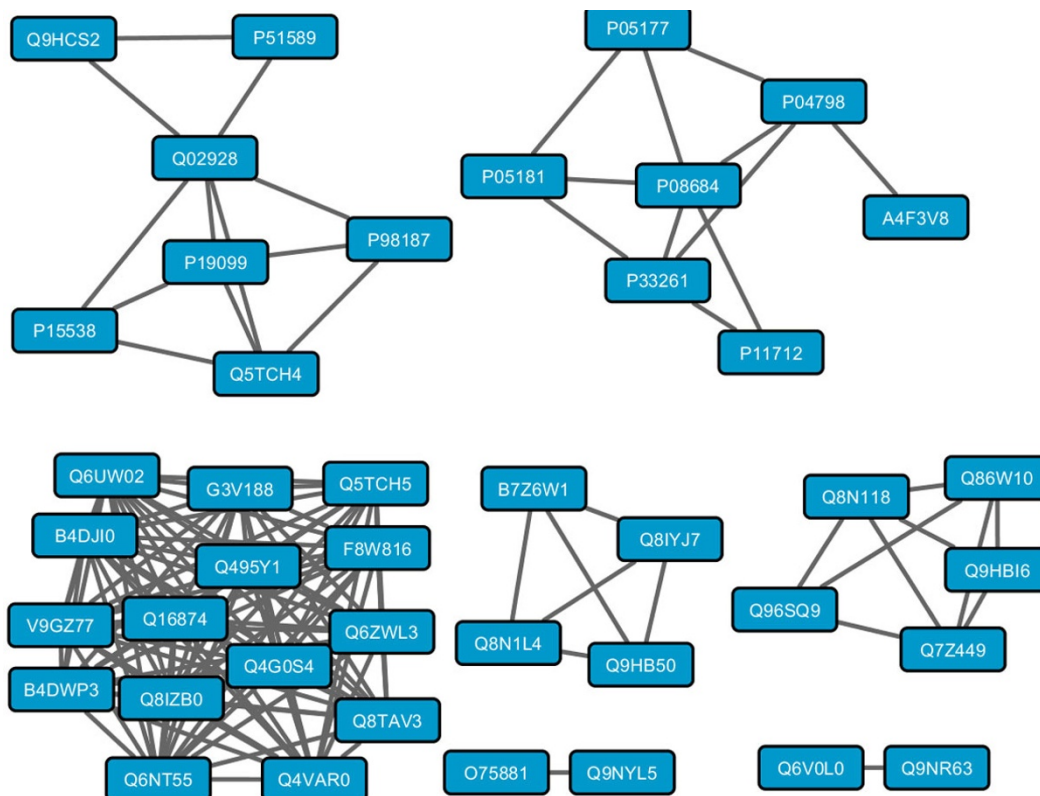 Q9HCS2
P51589
Q02928
P98187
P19099
P15538
Q5TCH4
P05177
P04798
P05181
P08684
A4F3V8
P33261
P11712
Q6UW02
G3V188
Q5TCH5
B4DJI0
F8W816
Q495Y1
V9GZ77
Q16874
Q6ZWL3
Q4G0S4
B4DWP3
Q8IZB0
Q8TAV3
Q6NT55
Q4VAR0
B7Z6W1
Q8IYJ7
Q8N1L4
Q9HB50
Q8N118
Q86W10
Q9HBI6
Q96SQ9
Q7Z449
O75881
Q9NYL5
Q6V0L0
Q9NR63